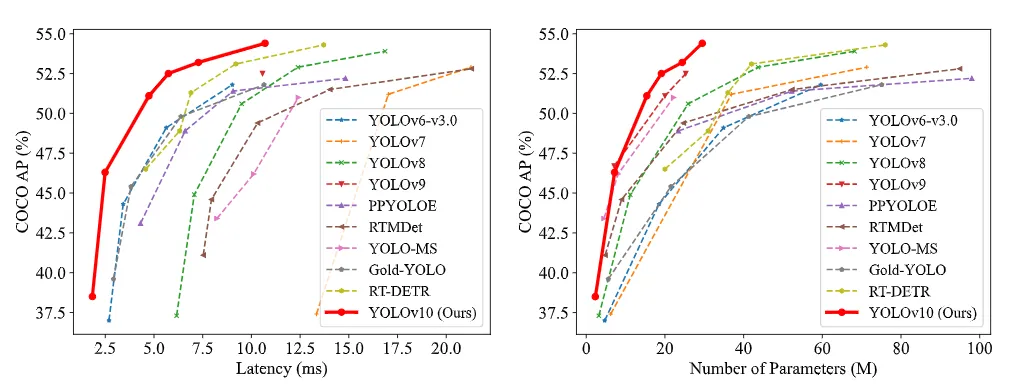 55.0
52.5
50.0
47.5
45.0
42.5
40.0
37.5
COCO AP (%)
2.5 5.0 7.5 10.0 12.5 15.0 17.5 20.0
Latency (ms)
YOLOv6-v3.0
YOLOv7
YOLOv8
YOLOv9
PPYOLOE
RTMDet
YOLO-MS
Gold-YOLO
RT-DETR
YOLOv10 (Ours)
55.0
52.5
50.0
47.5
45.0
42.5
40.0
37.5
COCO AP (%)
0 20 40 60 80 100
Number of Parameters (M)
YOLOv6-v3.0
YOLOv7
YOLOv8
YOLOv9
PPYOLOE
RTMDet
YOLO-MS
Gold-YOLO
RT-DETR
YOLOv10 (Ours)